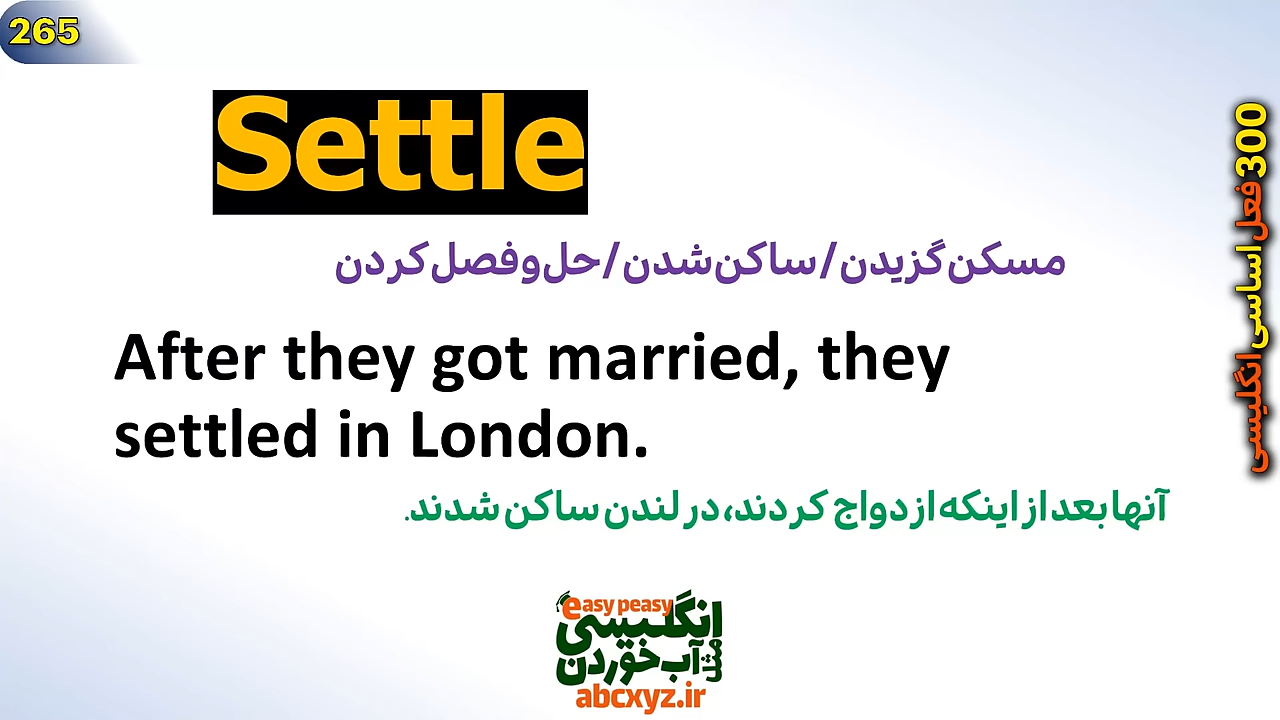 265
Settle
مسکن گزیدن / ساکن شدن / حل و فصل کردن
After they got married, they
settled in London.
آنها بعد از اینکه ازدواج کردند، در لندن ساکن شدند.
300 فعل اساسی انگلیسی
easy peasy
انگلیسی
مثل آب خوردن
abcxyz.ir